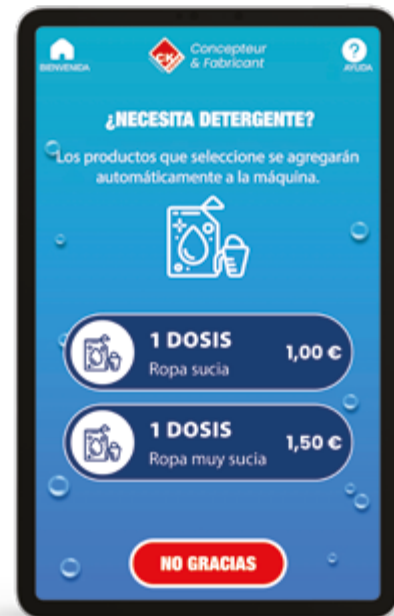 BIENVENIDA
CK
Concepteur
& Fabricant
?
AYUDA
¿NECESITA DETERGENTE?
Los productos que seleccione se agregarán
automáticamente a la máquina.
1 DOSIS
1,00 €
Ropa sucia
1 DOSIS
1,50 €
Ropa muy sucia
NO GRACIAS